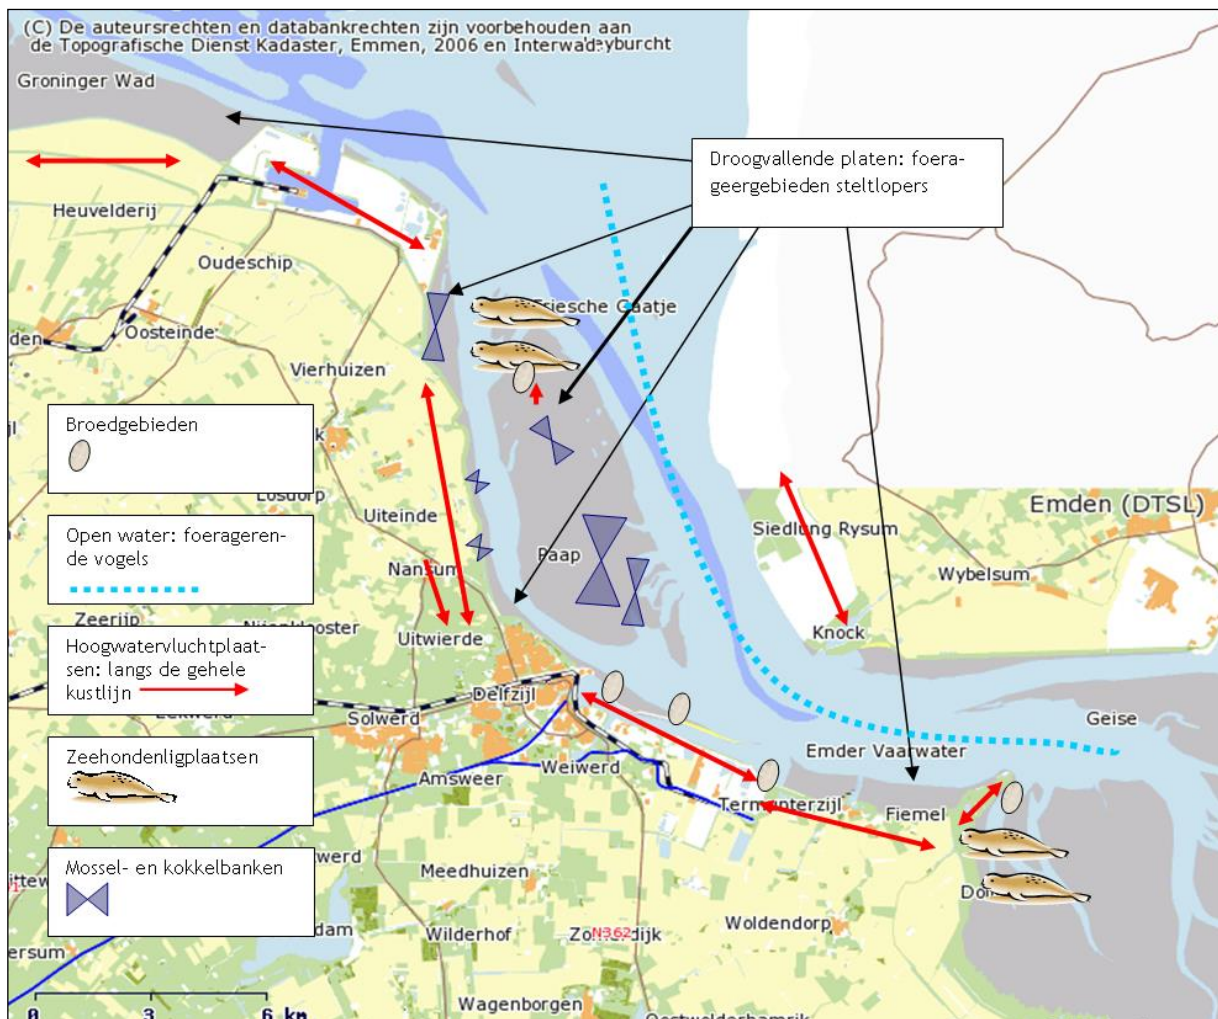 (C) De auteursrechten en databankrechten zijn voorbehouden aan
de Topografische Dienst Kadaster, Emmen, 2006 en Interwad.
Groninger Wad
Droogvallende platen: foera-
geergebieden steltlopers
Heuvelderij
Oudeschip
Oosteinde
Vierhuizen
Broedgebieden
Uiteinde
Siedlung Rysum
Emden (DTSL)
Open water: foerageren-
de vogels
Paap
Nansum
Wybelsum
Zeerijp
Knock
Uitwierde
Hoogwatervluchtplaat-
sen: langs de gehele
kustlijn
Delfzijl
Solwerd
Geise
Emder Vaarwater
Zeehondenligplaatsen
Amsweer
Weiwerd
Termunterzijl
Fiemel
Mossel- en kokkelbanken
Meedhuizen
Woldendorp
Wilderhof
N362
Wagenborgen
0 3 6 km